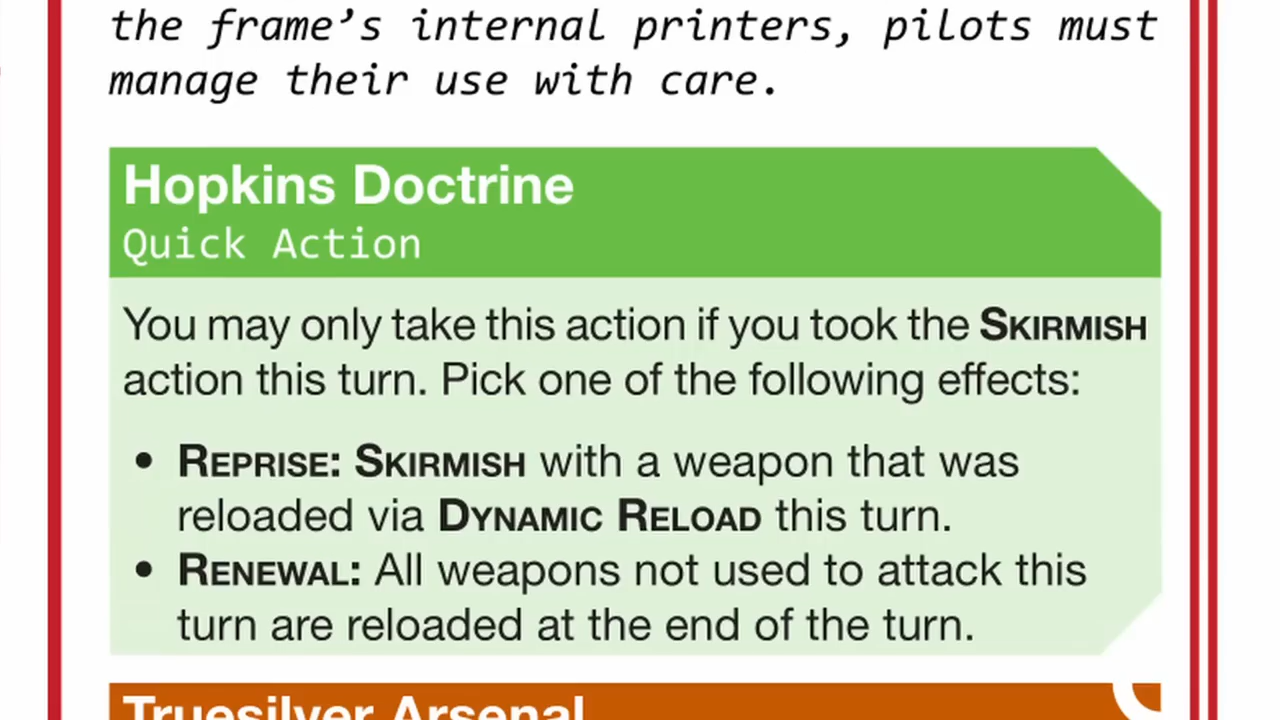 the frame’s internal printers, pilots must
manage their use with care.
Hopkins Doctrine
Quick Action
You may only take this action if you took the SKIRMISH
action this turn. Pick one of the following effects:
• REPRISE: SKIRMISH with a weapon that was
reloaded via DYNAMIC RELOAD this turn.
• RENEWAL: All weapons not used to attack this
turn are reloaded at the end of the turn.
Truesilver Arsenal